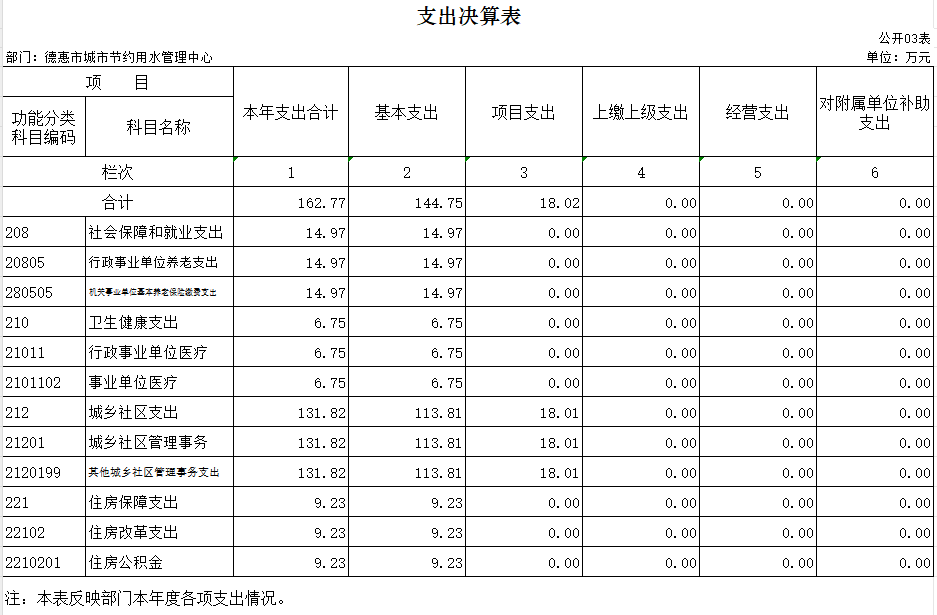 支出决算表
公开03表
部门：德惠市城市节约用水管理中心 单位：万元
项 目 本年支出合计 基本支出 项目支出 上缴上级支出 经营支出 对附属单位补助支出
功能分类科目编码 科目名称
栏次 1 2 3 4 5 6
合计 162.77 144.75 18.02 0.00 0.00 0.00
208 社会保障和就业支出 14.97 14.97 0.00 0.00 0.00 0.00
20805 行政事业单位养老支出 14.97 14.97 0.00 0.00 0.00 0.00
280505 机关事业单位基本养老保险缴费支出 14.97 14.97 0.00 0.00 0.00 0.00
210 卫生健康支出 6.75 6.75 0.00 0.00 0.00 0.00
21011 行政事业单位医疗 6.75 6.75 0.00 0.00 0.00 0.00
2101102 事业单位医疗 6.75 6.75 0.00 0.00 0.00 0.00
212 城乡社区支出 131.82 113.81 18.01 0.00 0.00 0.00
21201 城乡社区管理事务 131.82 113.81 18.01 0.00 0.00 0.00
2120199 其他城乡社区管理事务支出 131.82 113.81 18.01 0.00 0.00 0.00
221 住房保障支出 9.23 9.23 0.00 0.00 0.00 0.00
22102 住房改革支出 9.23 9.23 0.00 0.00 0.00 0.00
2210201 住房公积金 9.23 9.23 0.00 0.00 0.00 0.00
注：本表反映部门本年度各项支出情况。